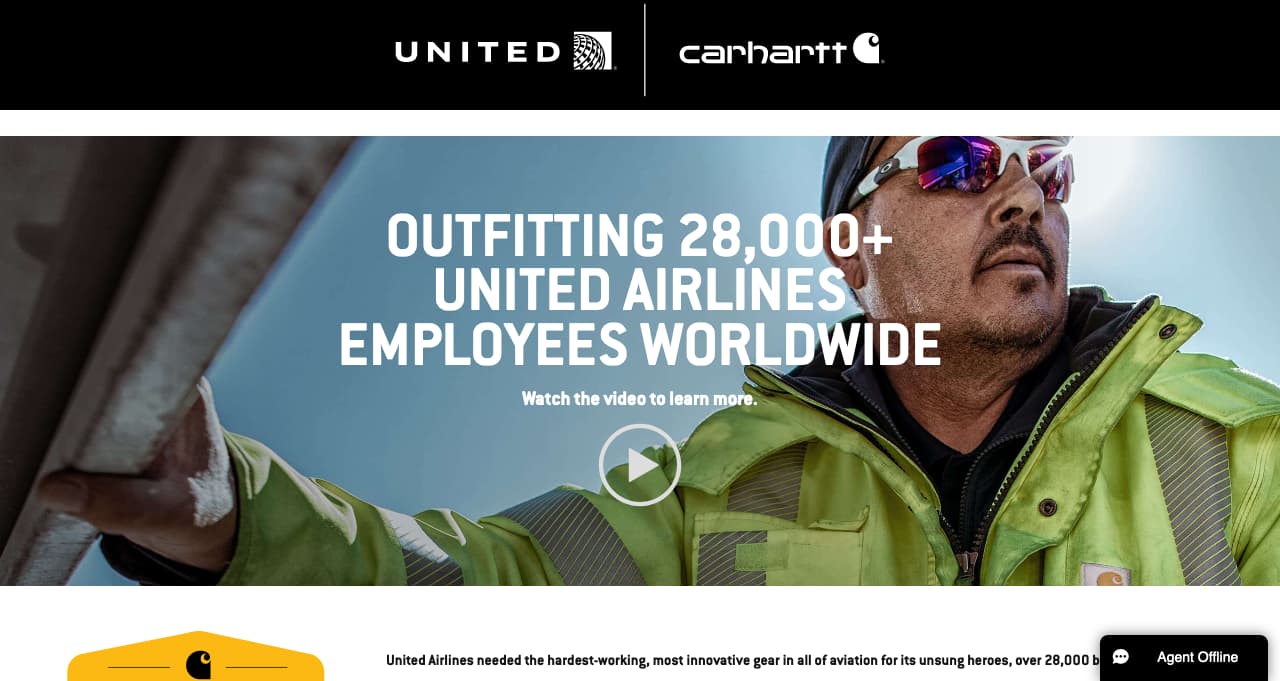 UNITED
carhartt
OUTFITTING 28,000+
UNITED AIRLINES
EMPLOYEES WORLDWIDE
Watch the video to learn more.
United Airlines needed the hardest-working, most innovative gear in all of aviation for its unsung heroes, over 28,000
Agent Offline